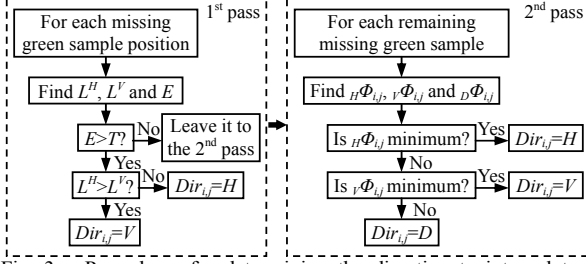 1st pass
For each missing
green sample position
Find L^H, L^V and E
E>T?
No
Leave it to
the 2nd pass
Yes
L^H>L^V?
No
Dir_{i,j}=H
Yes
Dir_{i,j}=V
2nd pass
For each remaining
missing green sample
Find _HΦ_{i,j}, _VΦ_{i,j} and _DΦ_{i,j}
Is _HΦ_{i,j} minimum?
Yes
Dir_{i,j}=H
No
Is _VΦ_{i,j} minimum?
Yes
Dir_{i,j}=V
No
Dir_{i,j}=D